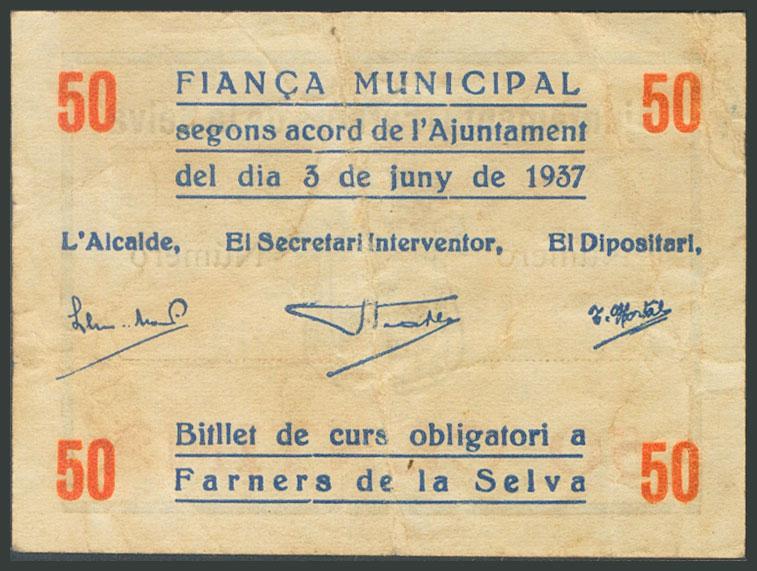 50 FIANÇA MUNICIPAL 50
segons acord de l'Ajuntament
del dia 3 de juny de 1937
L'Alcalde, El Secretari Interventor, El Dipositari,
Bitllet de curs obligatori a
50 Farners de la Selva 50